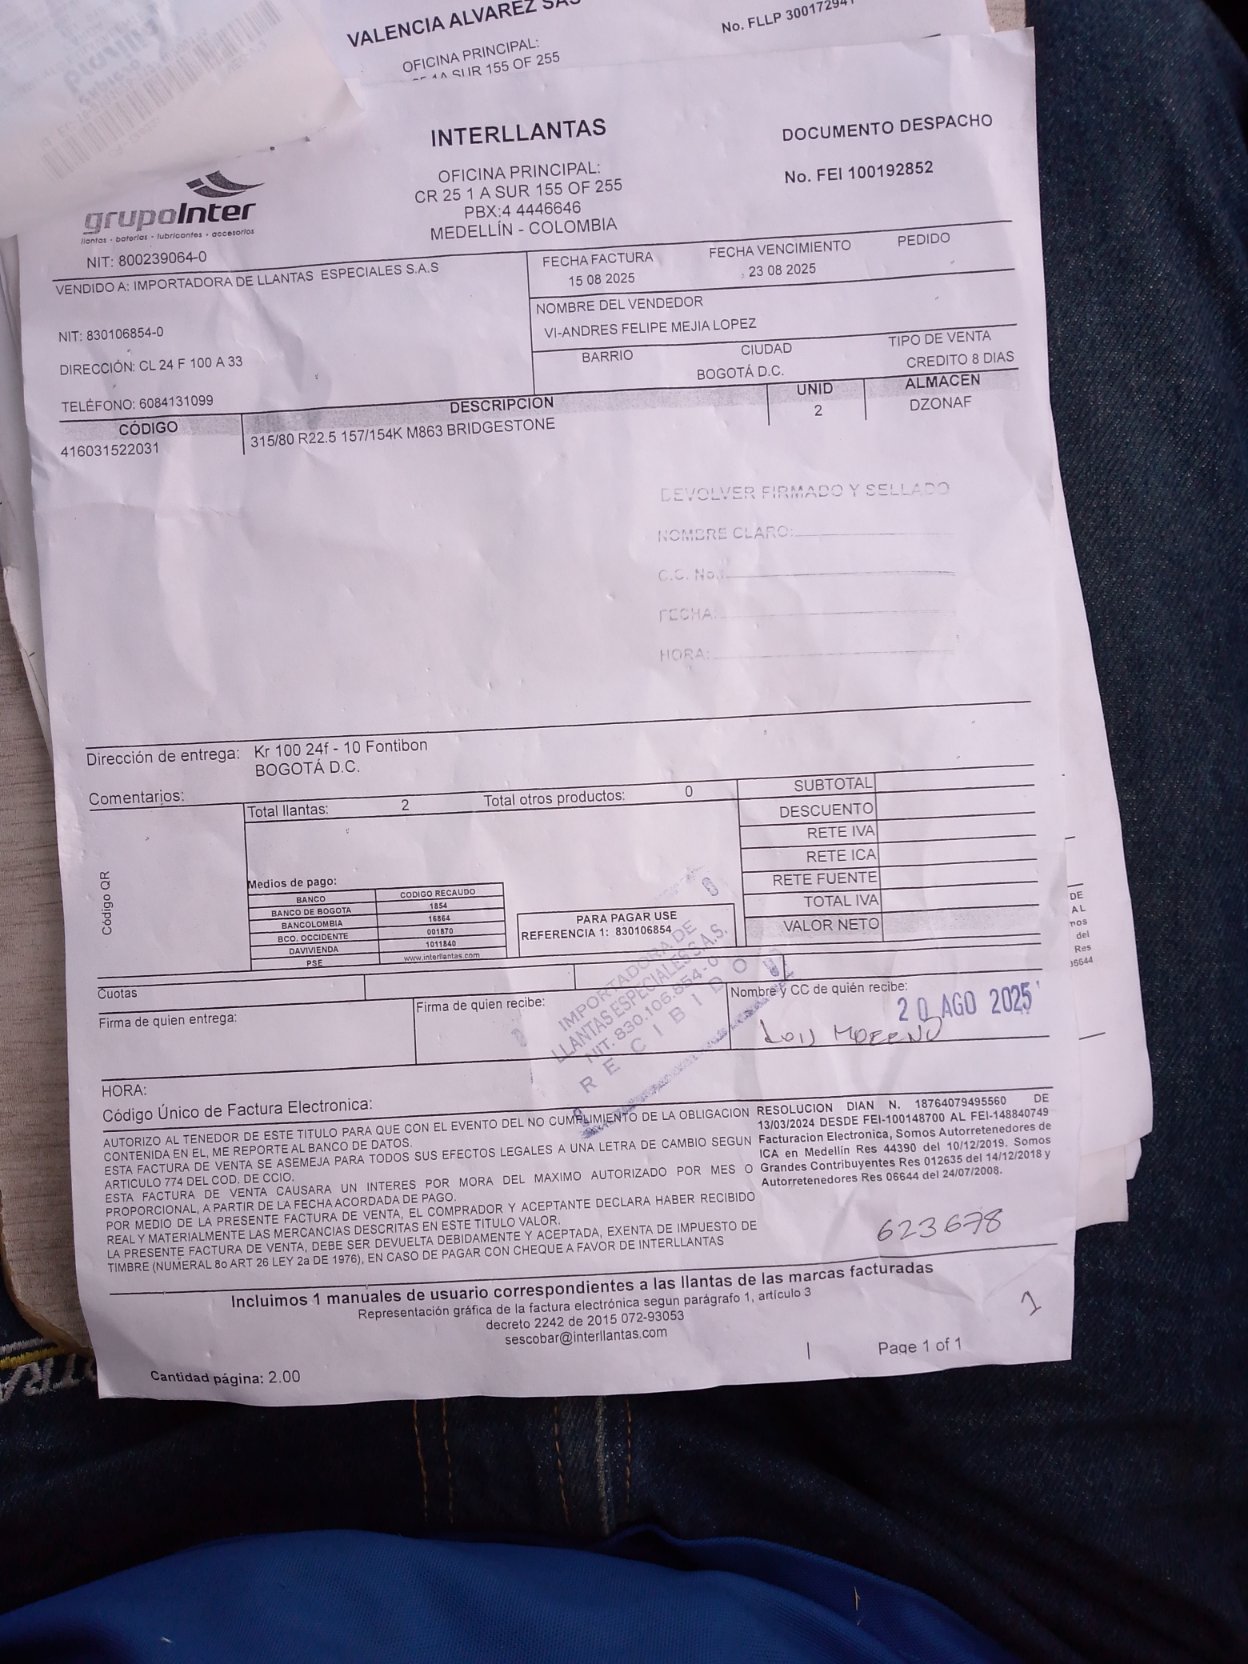 VALENCIA ALVAREZ SAS
No. FLLP 30017294
OFICINA PRINCIPAL:
1A SUR 155 OF 255
INTERLLANTAS
DOCUMENTO DESPACHO
OFICINA PRINCIPAL:
CR 25 1 A SUR 155 OF 255
PBX:4 4446646
MEDELLÍN - COLOMBIA
No. FEI 100192852
grupoInter
llantas - baterías - lubricantes - accesorios
NIT: 800239064-0
VENDIDO A: IMPORTADORA DE LLANTAS ESPECIALES S.A.S
NIT: 830106854-0
DIRECCIÓN: CL 24 F 100 A 33
TELÉFONO: 6084131099
FECHA FACTURA
15 08 2025
FECHA VENCIMIENTO
23 08 2025
PEDIDO
NOMBRE DEL VENDEDOR
VI-ANDRES FELIPE MEJIA LOPEZ
BARRIO
CIUDAD
BOGOTÁ D.C.
TIPO DE VENTA
CREDITO 8 DIAS
CÓDIGO
DESCRIPCIÓN
UNID
ALMACEN
416031522031
315/80 R22.5 157/154K M863 BRIDGESTONE
2
DZONAF
DEVOLVER FIRMADO Y SELLADO
NOMBRE CLARO:
C.C. No.
FECHA:
HORA:
Dirección de entrega: Kr 100 24f - 10 Fontibon
BOGOTÁ D.C.
Comentarios:
Total llantas: 2
Total otros productos: 0
Código QR
Medios de pago:
BANCO CODIGO RECAUDO
BANCO DE BOGOTA 1854
BANCOLOMBIA 16864
BCO. OCCIDENTE 001870
DAVIVIENDA 1011840
PSE www.interllantas.com
PARA PAGAR USE
REFERENCIA 1: 830106854
SUBTOTAL
DESCUENTO
RETE IVA
RETE ICA
RETE FUENTE
TOTAL IVA
VALOR NETO
IMPORTADORA DE
LLANTAS ESPECIALES S.A.S.
NIT. 830.106.854-0
RECIBIDO
Cuotas
Firma de quien entrega:
Firma de quien recibe:
Nombre y CC de quién recibe:
20 AGO 2025
Luis Moreno
HORA:
Código Único de Factura Electronica:
AUTORIZO AL TENEDOR DE ESTE TITULO PARA QUE CON EL EVENTO DEL NO CUMPLIMIENTO DE LA OBLIGACION
CONTENIDA EN EL, ME REPORTE AL BANCO DE DATOS.
ESTA FACTURA DE VENTA SE ASEMEJA PARA TODOS SUS EFECTOS LEGALES A UNA LETRA DE CAMBIO SEGUN
ARTICULO 774 DEL COD. DE CCIO.
ESTA FACTURA DE VENTA CAUSARA UN INTERES POR MORA DEL MAXIMO AUTORIZADO POR MES O
PROPORCIONAL, A PARTIR DE LA FECHA ACORDADA DE PAGO.
POR MEDIO DE LA PRESENTE FACTURA DE VENTA, EL COMPRADOR Y ACEPTANTE DECLARA HABER RECIBIDO
REAL Y MATERIALMENTE LAS MERCANCIAS DESCRITAS EN ESTE TITULO VALOR.
LA PRESENTE FACTURA DE VENTA, DEBE SER DEVUELTA DEBIDAMENTE Y ACEPTADA, EXENTA DE IMPUESTO DE
TIMBRE (NUMERAL 8o ART 26 LEY 2a DE 1976), EN CASO DE PAGAR CON CHEQUE A FAVOR DE INTERLLANTAS
RESOLUCION DIAN N. 18764079495560 DE
13/03/2024 DESDE FEI-100148700 AL FEI-148840749
Facturacion Electronica, Somos Autorretenedores de
ICA en Medellin Res 44390 del 10/12/2019. Somos
Grandes Contribuyentes Res 012635 del 14/12/2018 y
Autorretenedores Res 06644 del 24/07/2008.
623678
Incluimos 1 manuales de usuario correspondientes a las llantas de las marcas facturadas
Representación gráfica de la factura electrónica segun parágrafo 1, artículo 3
decreto 2242 de 2015 072-93053
sescobar@interllantas.com
1
Cantidad página: 2.00
Page 1 of 1
DE
AL
nos
del
Res
06644